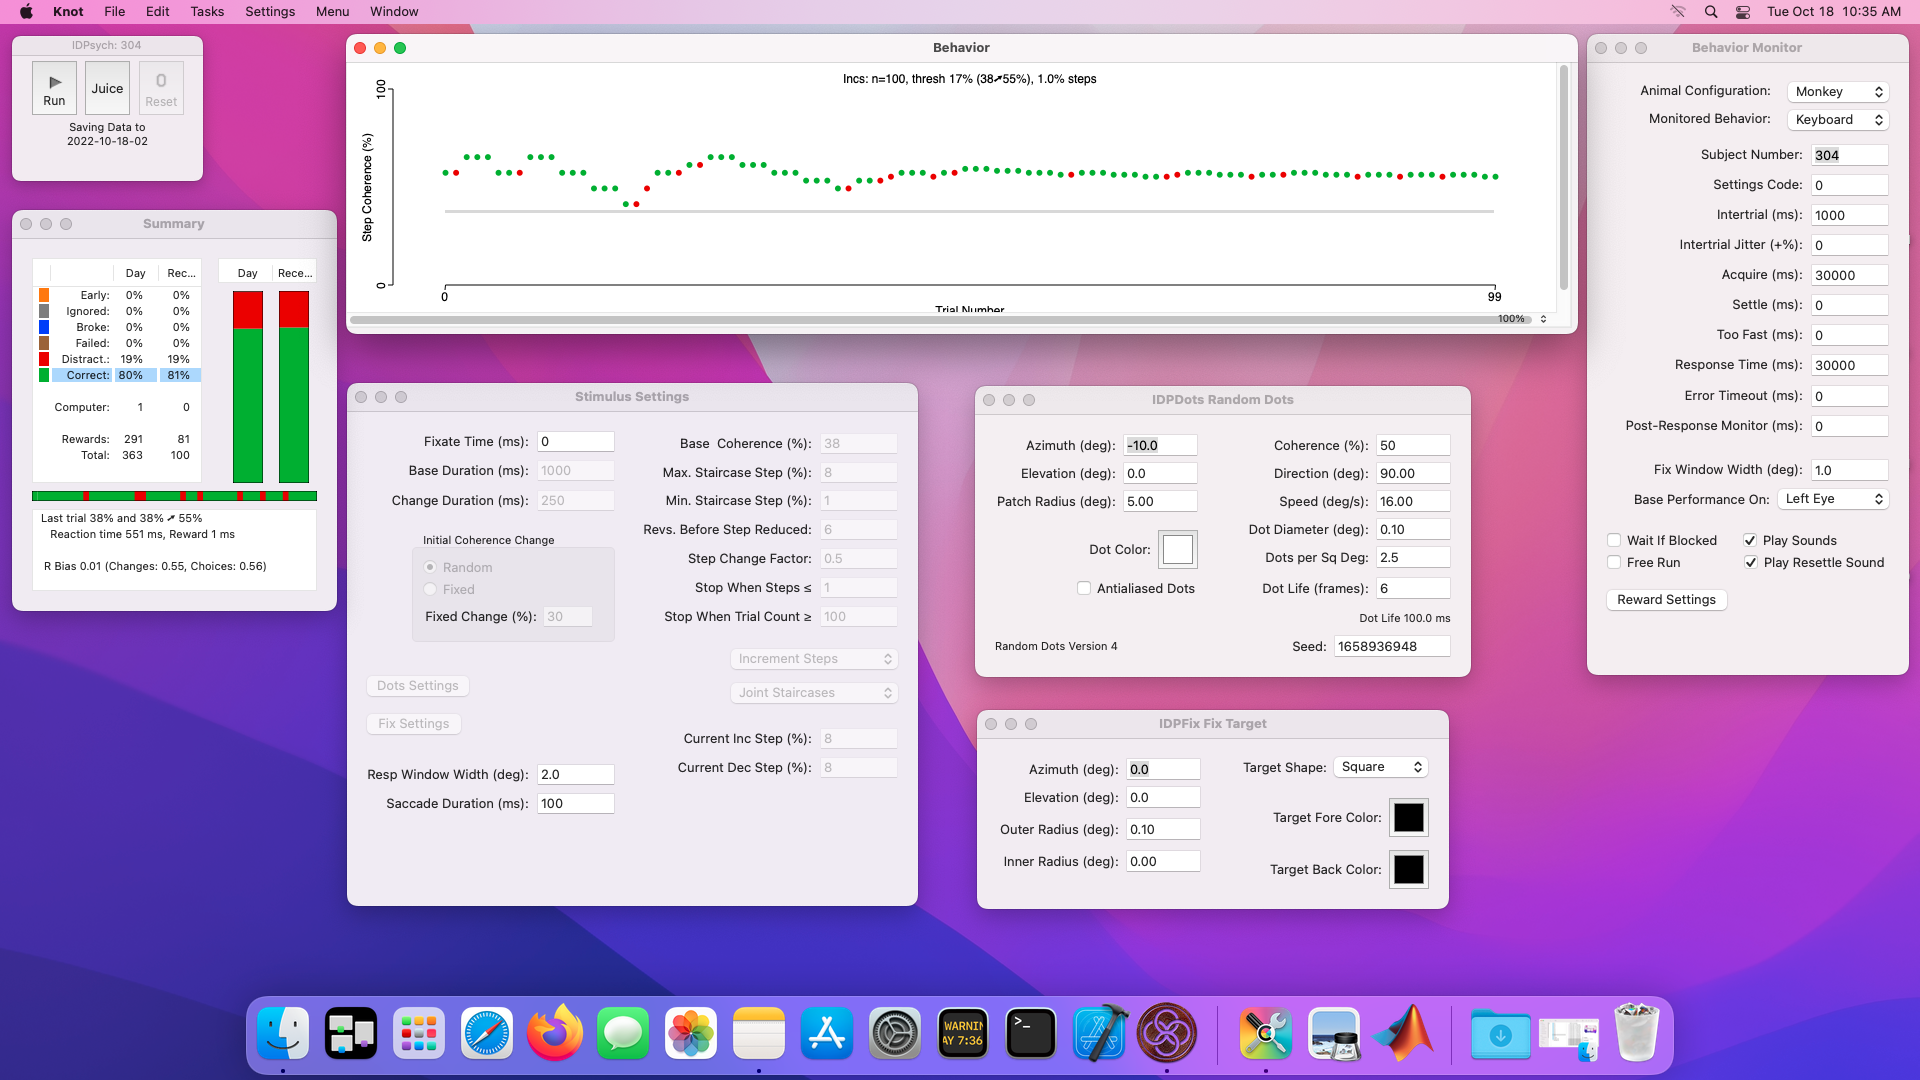 Knot File Edit Tasks Settings Menu Window Tue Oct 18 10:35 AM
IDPsych: 304
Run
Juice
0
Reset
Saving Data to
2022-10-18-02
Behavior
Incs: n=100, thresh 17% (38➚55%), 1.0% steps
100
Step Coherence (%)
0
0 99
Trial Number
100%
Summary
Day Rec... Day Rece...
Early: 0% 0%
Ignored: 0% 0%
Broke: 0% 0%
Failed: 0% 0%
Distract.: 19% 19%
Correct: 80% 81%
Computer: 1 0
Rewards: 291 81
Total: 363 100
Last trial 38% and 38% ➚ 55%
Reaction time 551 ms, Reward 1 ms
R Bias 0.01 (Changes: 0.55, Choices: 0.56)
Stimulus Settings
Fixate Time (ms): 0
Base Duration (ms): 1000
Change Duration (ms): 250
Initial Coherence Change
Random
Fixed
Fixed Change (%): 30
Dots Settings
Fix Settings
Resp Window Width (deg): 2.0
Saccade Duration (ms): 100
Base Coherence (%): 38
Max. Staircase Step (%): 8
Min. Staircase Step (%): 1
Revs. Before Step Reduced: 6
Step Change Factor: 0.5
Stop When Steps ≤ 1
Stop When Trial Count ≥ 100
Increment Steps
Joint Staircases
Current Inc Step (%): 8
Current Dec Step (%): 8
IDPDots Random Dots
Azimuth (deg): -10.0
Elevation (deg): 0.0
Patch Radius (deg): 5.00
Dot Color:
Antialiased Dots
Random Dots Version 4
Coherence (%): 50
Direction (deg): 90.00
Speed (deg/s): 16.00
Dot Diameter (deg): 0.10
Dots per Sq Deg: 2.5
Dot Life (frames): 6
Dot Life 100.0 ms
Seed: 1658936948
IDPFix Fix Target
Azimuth (deg): 0.0
Elevation (deg): 0.0
Outer Radius (deg): 0.10
Inner Radius (deg): 0.00
Target Shape: Square
Target Fore Color:
Target Back Color:
Behavior Monitor
Animal Configuration: Monkey
Monitored Behavior: Keyboard
Subject Number: 304
Settings Code: 0
Intertrial (ms): 1000
Intertrial Jitter (+%): 0
Acquire (ms): 30000
Settle (ms): 0
Too Fast (ms): 0
Response Time (ms): 30000
Error Timeout (ms): 0
Post-Response Monitor (ms): 0
Fix Window Width (deg): 1.0
Base Performance On: Left Eye
Wait If Blocked Play Sounds
Free Run Play Resettle Sound
Reward Settings
WARNIN
AY 7:36
>_